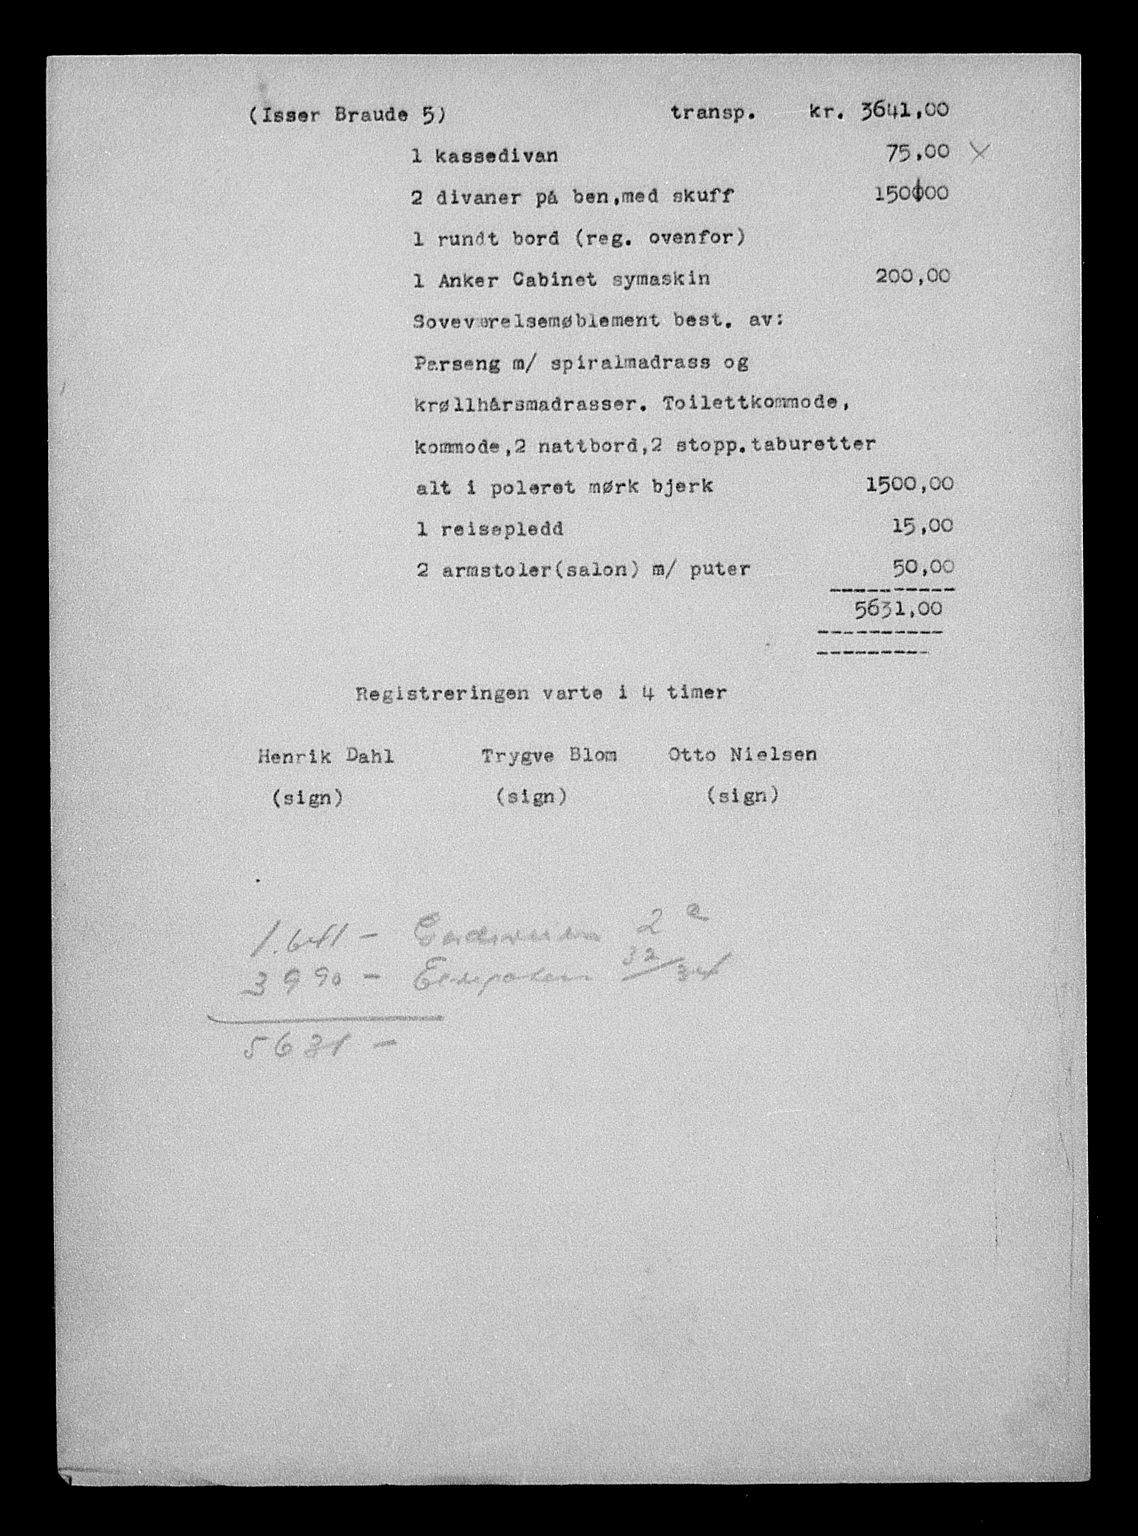 (Isser Braude 5) transp. kr. 3641,00
1 kassedivan 75,00 X
2 divaner på ben,med skuff 150,00
1 rundt bord (reg. ovenfor)
1 Anker Cabinet symaskin 200,00
Soveværelsemøblement best. av:
Parseng m/ spiralmadrass og
krøllhårsmadrasser. Toilettkommode,
kommode,2 nattbord,2 stopp.taburetter
alt i poleret mørk bjerk 1500,00
1 reisepledd 15,00
2 armstoler(salon) m/ puter 50,00
5631,00
Registreringen varte i 4 timer
Henrik Dahl Trygve Blom Otto Nielsen
(sign) (sign) (sign)
1.641 - 2
3990 - 32/34
5631 -